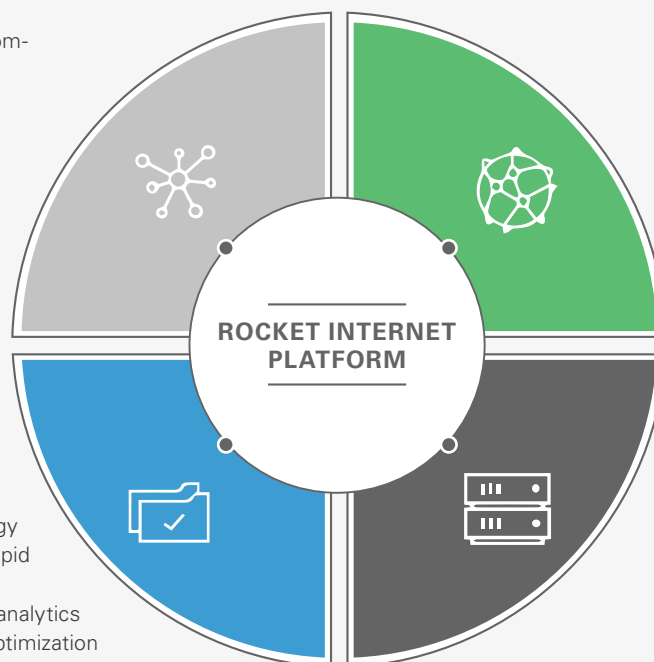 om-
ROCKET INTERNET
PLATFORM
gy
pid
analytics
ptimization